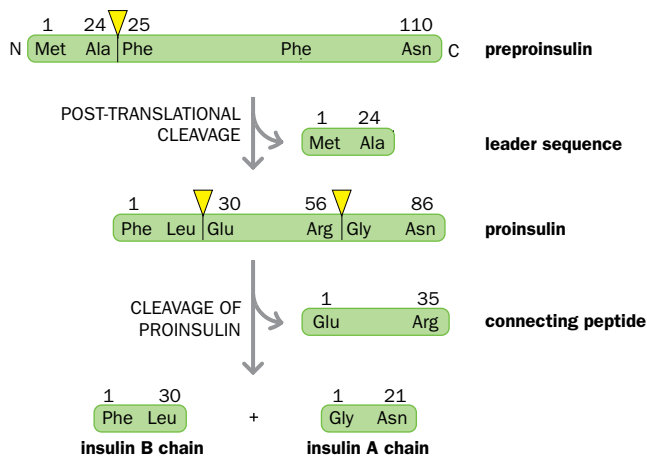 1 24 25 110
N Met Ala Phe Phe Asn C preproinsulin
POST-TRANSLATIONAL
CLEAVAGE
1 24
Met Ala
leader sequence
1 30 56 86
Phe Leu Glu Arg Gly Asn proinsulin
CLEAVAGE OF
PROINSULIN
1 35
Glu Arg connecting peptide
1 30 1 21
Phe Leu + Gly Asn
insulin B chain insulin A chain